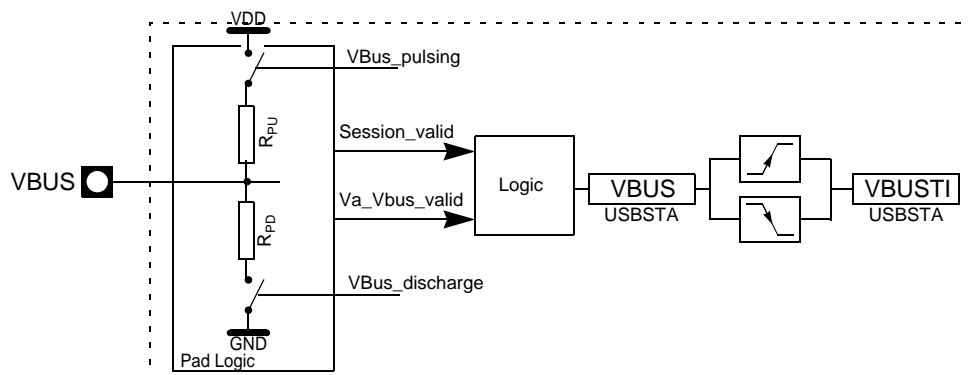 VDD
VBus_pulsing
RPU
Session_valid
VBUS
Logic
VBUS
VBUSTI
USBSTA
USBSTA
Va_Vbus_valid
RPD
VBus_discharge
GND
Pad Logic